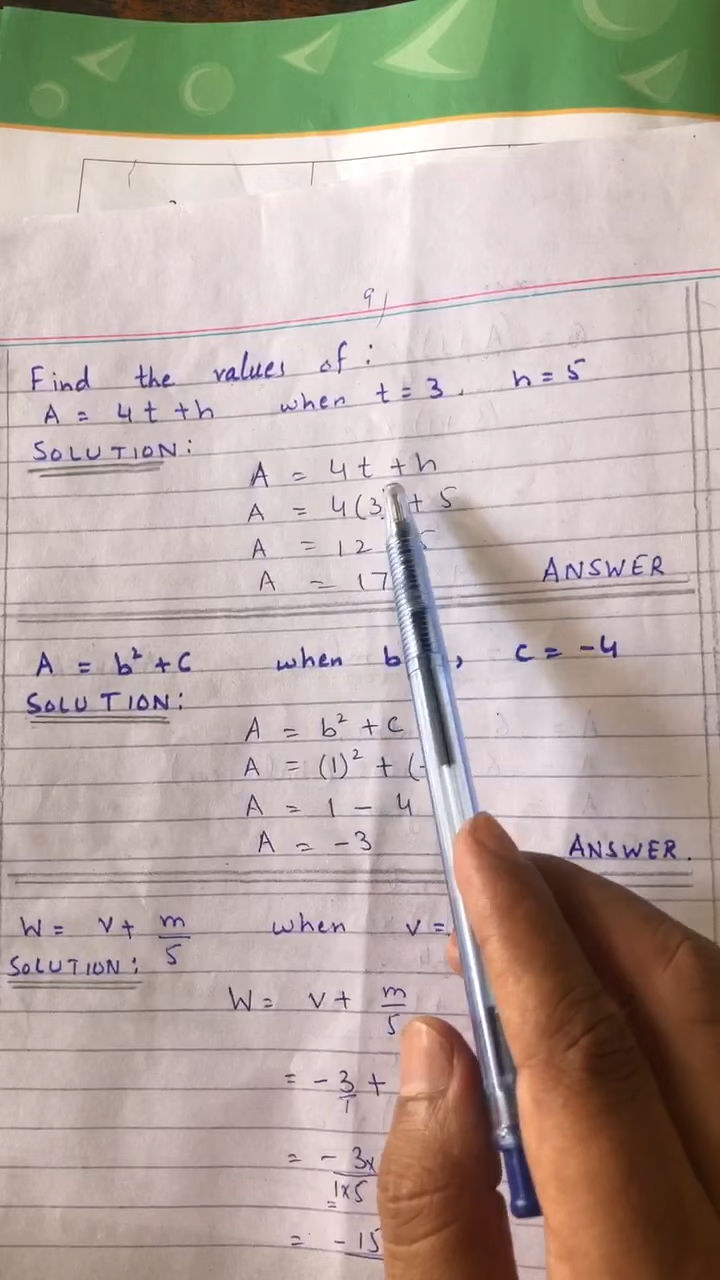 9)
Find the values of :
A = 4t + h when t = 3, h = 5
SOLUTION:
A = 4t + h
A = 4(3 + 5
A = 12 5
A = 17
ANSWER
A = b² + c when b , c = -4
SOLUTION:
A = b² + c
A = (1)² + (-
A = 1 - 4
A = -3
ANSWER.
W = v + m/5 when v =
SOLUTION:
W = v + m/5
= -3/1 +
= -3x/1x5
= -15